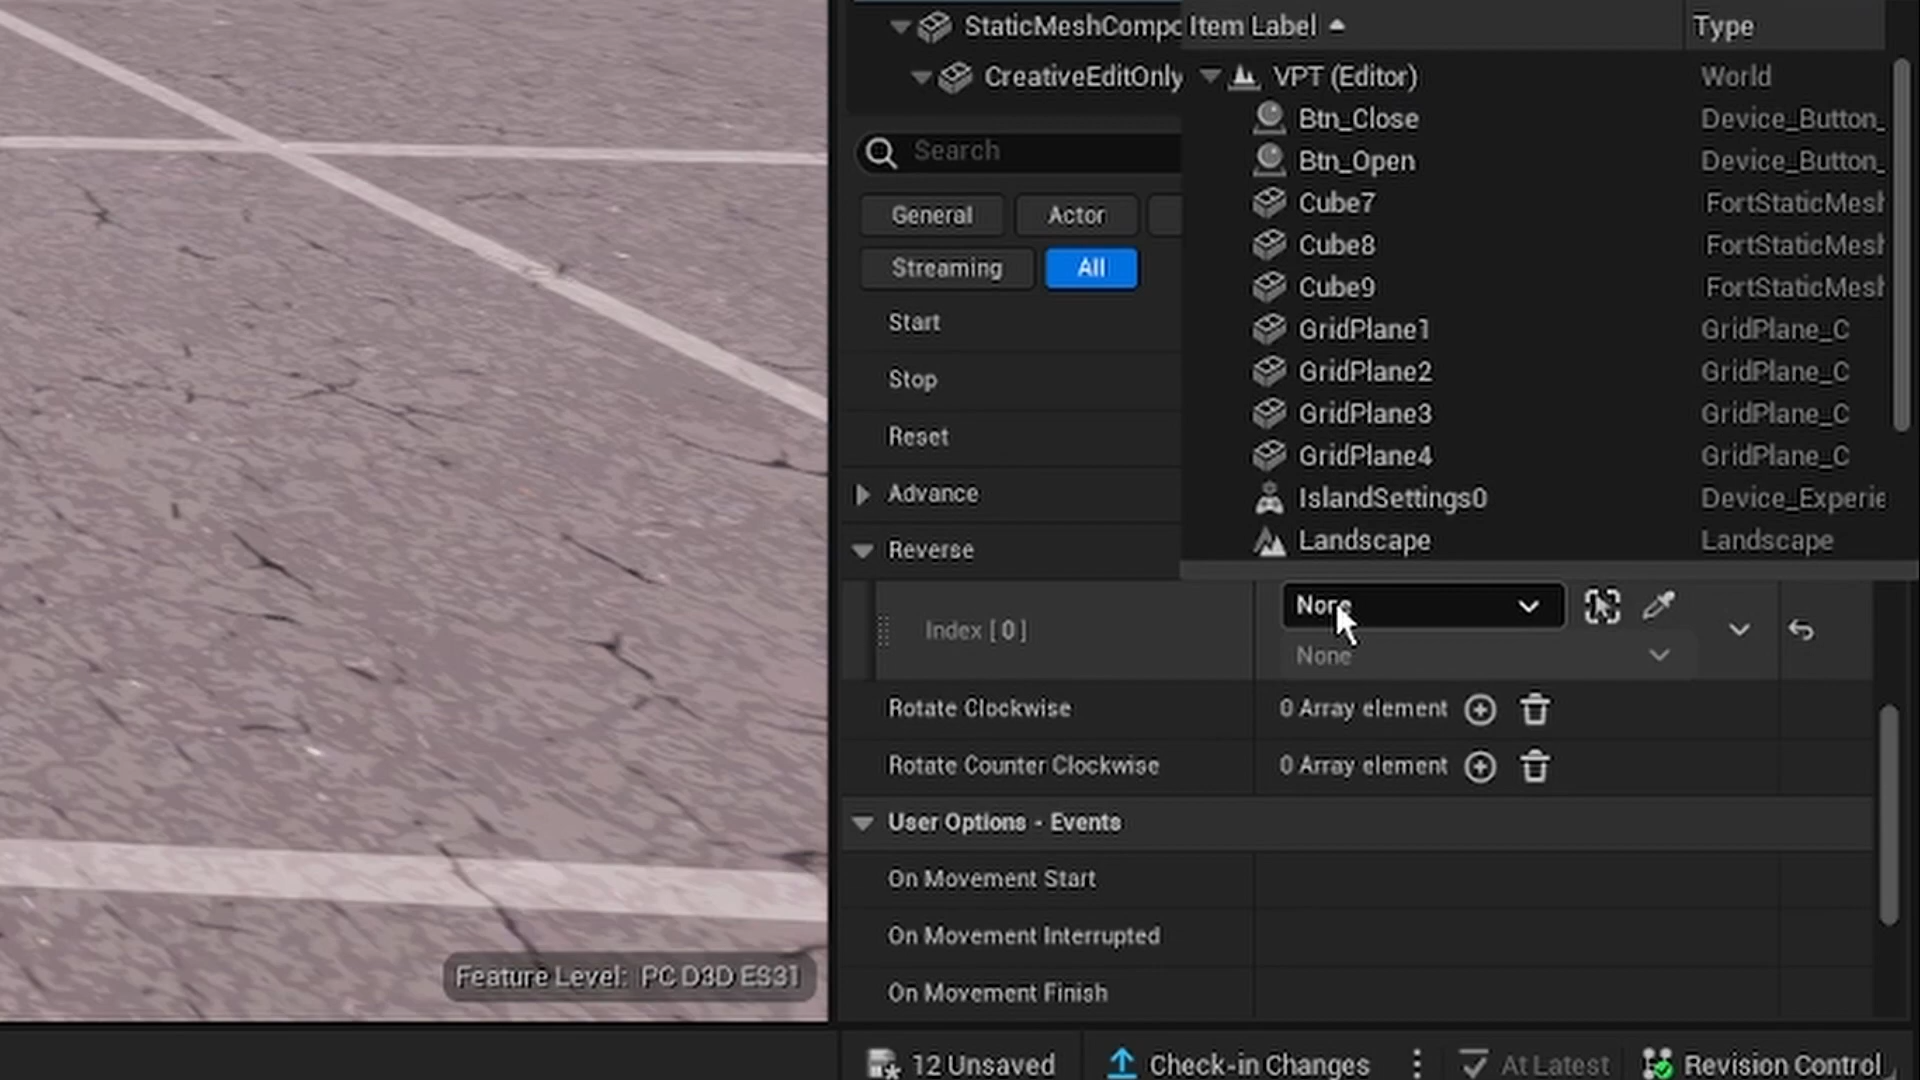 StaticMeshCompc
CreativeEditOnly
Search
General
Actor
Streaming
All
Start
Stop
Reset
Advance
Reverse
Item Label
Type
VPT (Editor)
World
Btn_Close
Device_Button_
Btn_Open
Device_Button_
Cube7
FortStaticMesh
Cube8
FortStaticMesh
Cube9
FortStaticMesh
GridPlane1
GridPlane_C
GridPlane2
GridPlane_C
GridPlane3
GridPlane_C
GridPlane4
GridPlane_C
IslandSettings0
Device_Experie
Landscape
Landscape
Index [ 0 ]
None
None
Rotate Clockwise
0 Array element
Rotate Counter Clockwise
0 Array element
User Options - Events
On Movement Start
On Movement Interrupted
On Movement Finish
Feature Level: PC D3D ES31
12 Unsaved
Check-in Changes
At Latest
Revision Control